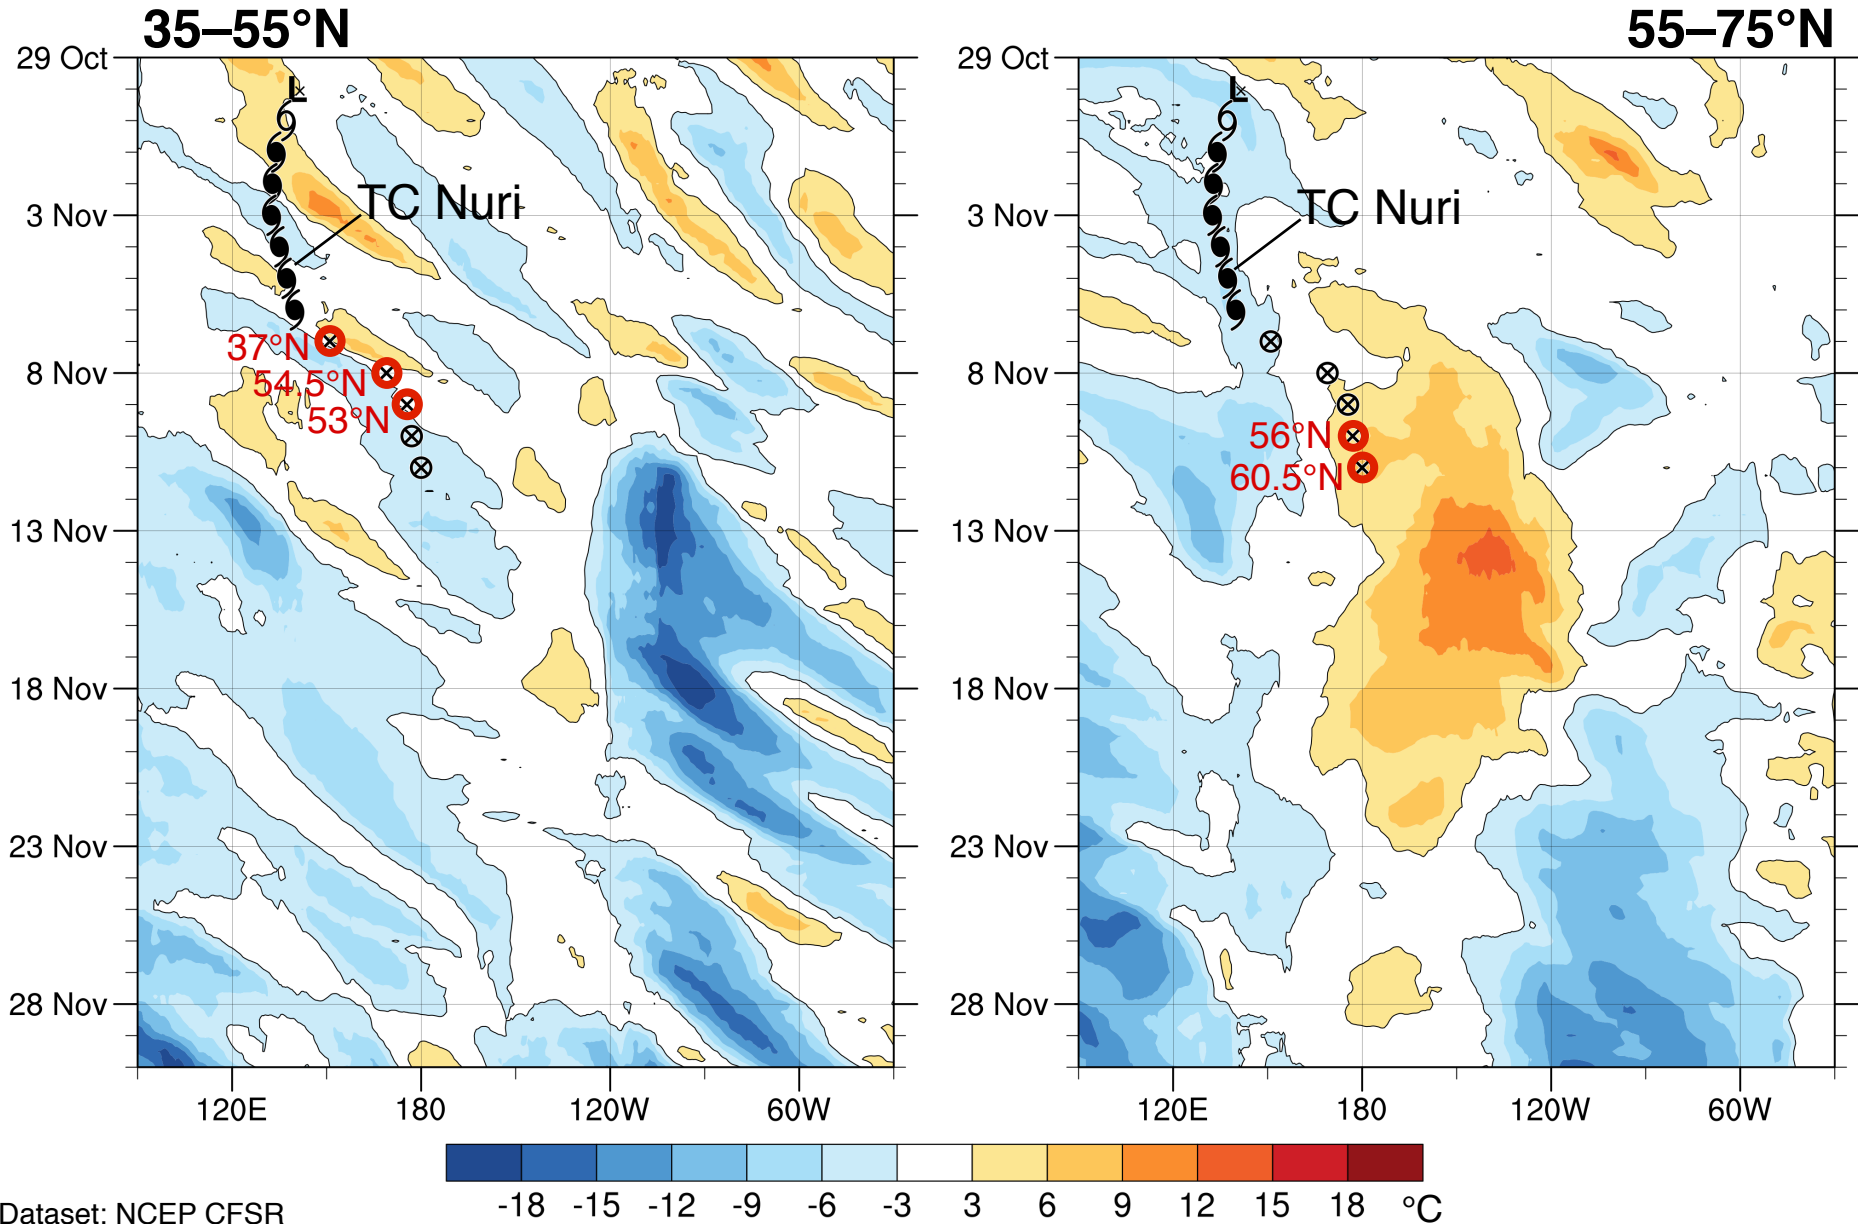 35–55°N
55–75°N
29 Oct
3 Nov
8 Nov
13 Nov
18 Nov
23 Nov
28 Nov
L
TC Nuri
37°N
54.5°N
53°N
120E 180 120W 60W
29 Oct
3 Nov
8 Nov
13 Nov
18 Nov
23 Nov
28 Nov
L
TC Nuri
56°N
60.5°N
120E 180 120W 60W
-18 -15 -12 -9 -6 -3 3 6 9 12 15 18 °C
Dataset: NCEP CFSR